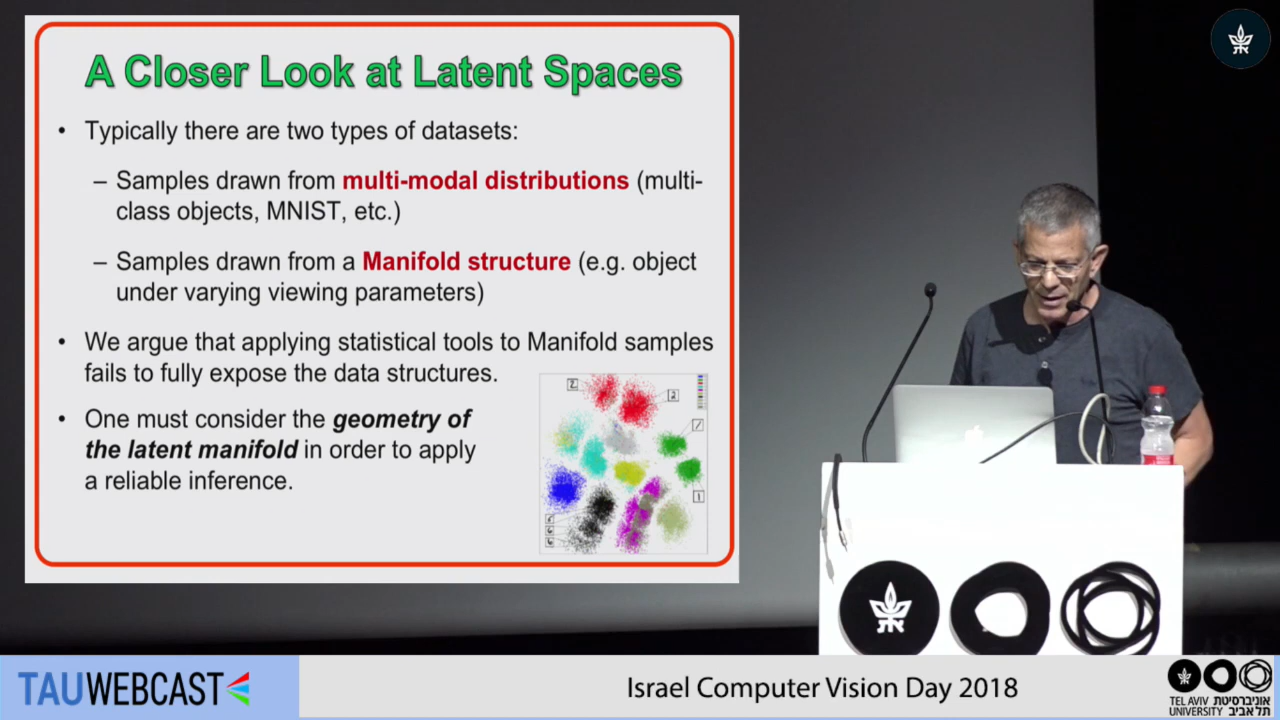 A Closer Look at Latent Spaces
• Typically there are two types of datasets:
– Samples drawn from multi-modal distributions (multi-
class objects, MNIST, etc.)
– Samples drawn from a Manifold structure (e.g. object
under varying viewing parameters)
• We argue that applying statistical tools to Manifold samples
fails to fully expose the data structures.
• One must consider the geometry of
the latent manifold in order to apply
a reliable inference.
TAUWEBCAST
Israel Computer Vision Day 2018
TEL AVIV אוניברסיטת
UNIVERSITY תל אביב